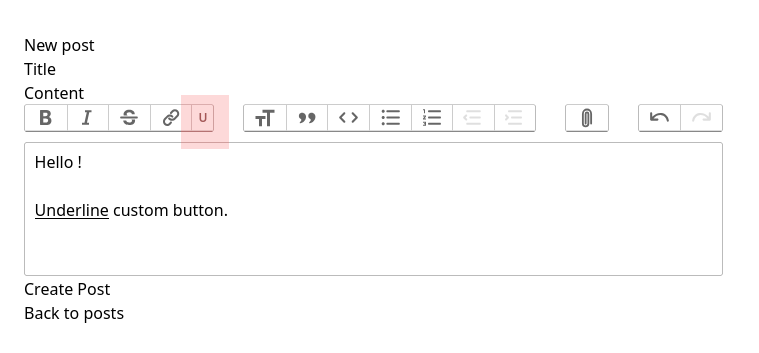 New post
Title
Content
B I S U
Hello !
Underline custom button.
Create Post
Back to posts